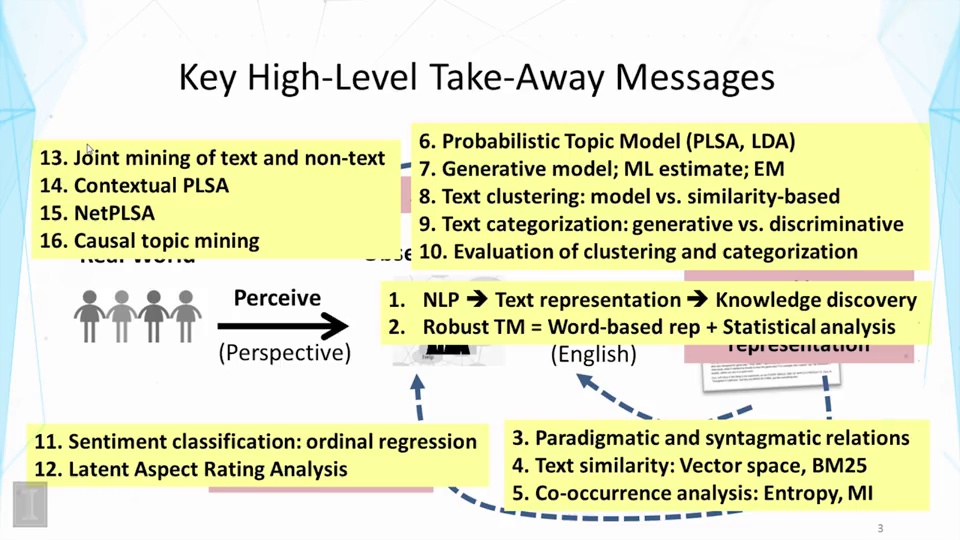 Key High-Level Take-Away Messages
13. Joint mining of text and non-text
14. Contextual PLSA
15. NetPLSA
16. Causal topic mining
6. Probabilistic Topic Model (PLSA, LDA)
7. Generative model; ML estimate; EM
8. Text clustering: model vs. similarity-based
9. Text categorization: generative vs. discriminative
10. Evaluation of clustering and categorization
Real World
Perceive
(Perspective)
1. NLP ➔ Text representation ➔ Knowledge discovery
2. Robust TM = Word-based rep + Statistical analysis
(English)
representation
11. Sentiment classification: ordinal regression
12. Latent Aspect Rating Analysis
3. Paradigmatic and syntagmatic relations
4. Text similarity: Vector space, BM25
5. Co-occurrence analysis: Entropy, MI
I
3